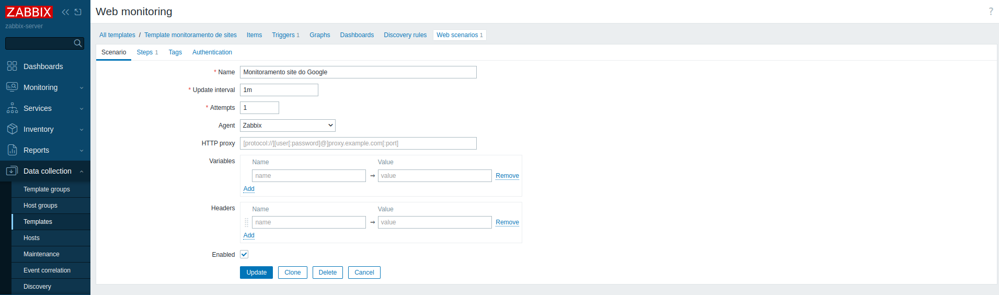 ZABBIX
zabbix-server
Dashboards
Monitoring
Services
Inventory
Reports
Data collection
Template groups
Host groups
Templates
Hosts
Maintenance
Event correlation
Discovery
Web monitoring ?
All templates / Template monitoramento de sites Items Triggers 1 Graphs Dashboards Discovery rules Web scenarios 1
Scenario Steps 1 Tags Authentication
* Name Monitoramento site do Google
* Update interval 1m
* Attempts 1
Agent Zabbix
HTTP proxy [protocol://][user[:password]@]proxy.example.com[:port]
Variables Name Value
name → value Remove
Add
Headers Name Value
name → value Remove
Add
Enabled
Update Clone Delete Cancel